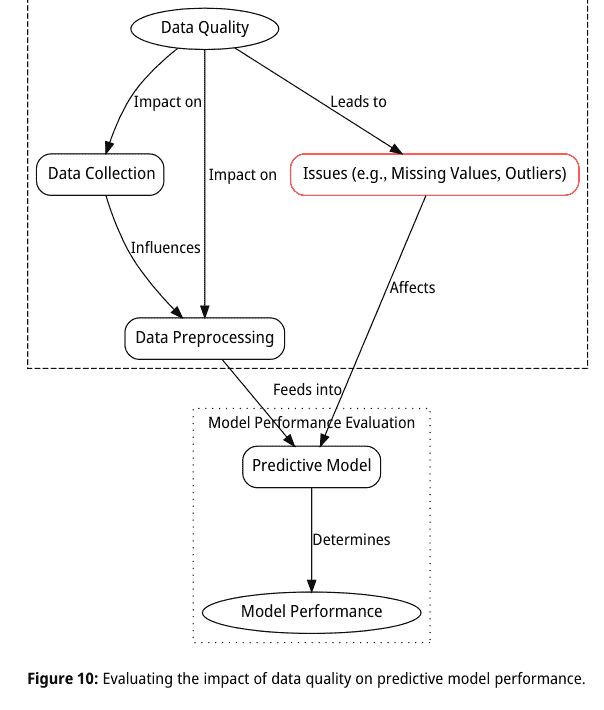 Data Quality
Impact on
Leads to
Data Collection
Impact on
Issues (e.g., Missing Values, Outliers)
Influences
Affects
Data Preprocessing
Feeds into
Model Performance Evaluation
Predictive Model
Determines
Model Performance
Figure 10: Evaluating the impact of data quality on predictive model performance.